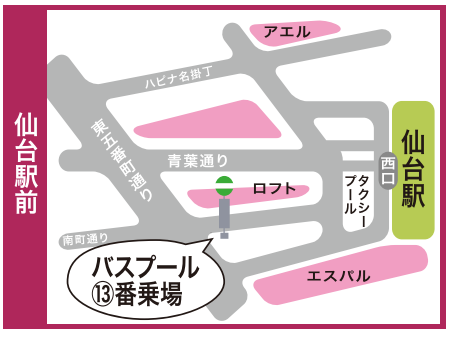 仙台駅前
アエル
ハピナ名掛丁
東五番町通り
青葉通り
ロフト
南町通り
バスプール
⑬番乗場
タクシー
プール
西口
仙台駅
エスパル